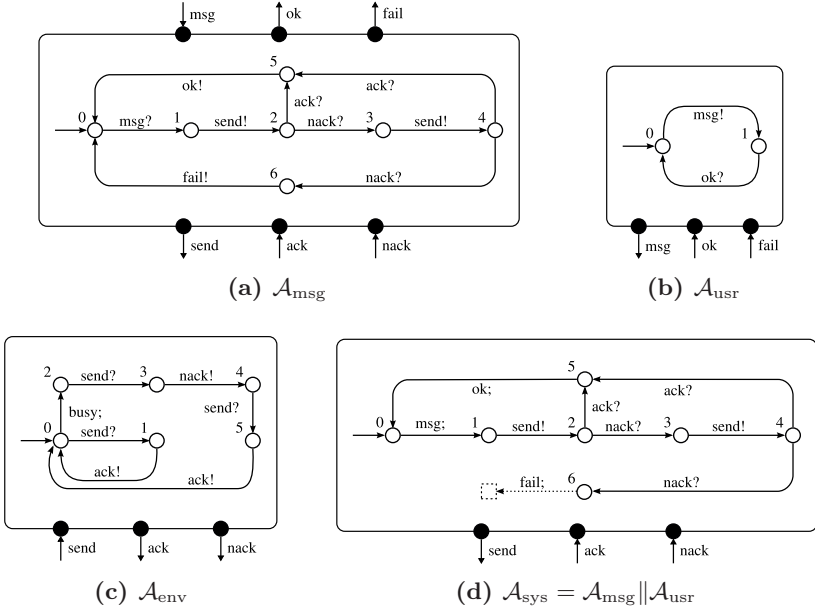 msg ok fail
5
ok! ack?
0 msg? 1 send! 2 ack? nack? 3 send! 4
fail! 6 nack?
send ack nack
(a) 𝒜msg
msg!
0 1
ok?
msg ok fail
(b) 𝒜usr
2 send? 3 nack! 4
busy; send?
0 send? 1 5
ack!
ack!
send ack nack
(c) 𝒜env
5
ok; ack?
0 msg; 1 send! 2 ack? nack? 3 send! 4
fail; 6 nack?
send ack nack
(d) 𝒜sys = 𝒜msg∥𝒜usr